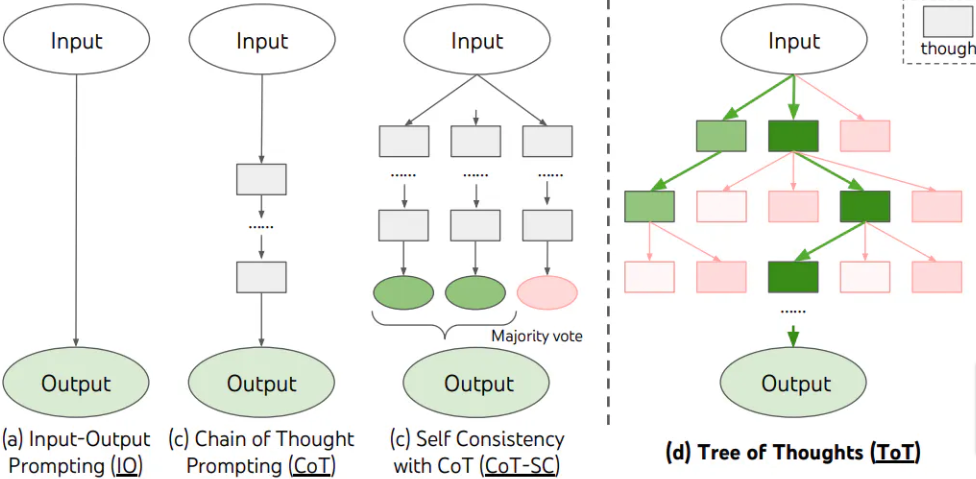 Input
Input
Input
Input
though
......
......
......
......
......
Majority vote
Output
Output
Output
Output
(a) Input-Output
Prompting (IO)
(c) Chain of Thought
Prompting (CoT)
(c) Self Consistency
with CoT (CoT-SC)
(d) Tree of Thoughts (ToT)